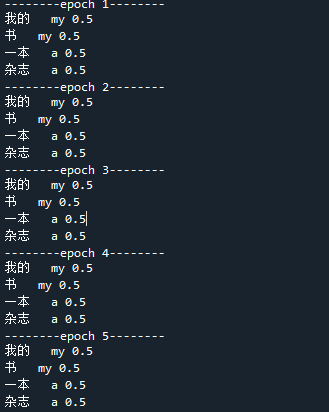 --------epoch 1--------
我的   my 0.5
书   my 0.5
一本   a 0.5
杂志   a 0.5
--------epoch 2--------
我的   my 0.5
书   my 0.5
一本   a 0.5
杂志   a 0.5
--------epoch 3--------
我的   my 0.5
书   my 0.5
一本   a 0.5
杂志   a 0.5
--------epoch 4--------
我的   my 0.5
书   my 0.5
一本   a 0.5
杂志   a 0.5
--------epoch 5--------
我的   my 0.5
书   my 0.5
一本   a 0.5
杂志   a 0.5